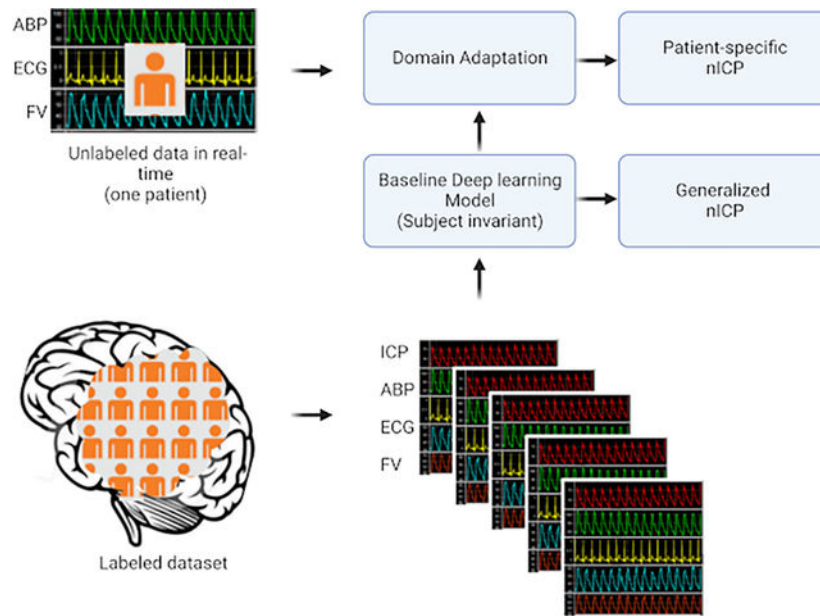 ABP
ECG
FV
Unlabeled data in real-
time
(one patient)
Domain Adaptation
Patient-specific
nICP
Baseline Deep learning
Model
(Subject invariant)
Generalized
nICP
ICP
ABP
ECG
FV
Labeled dataset